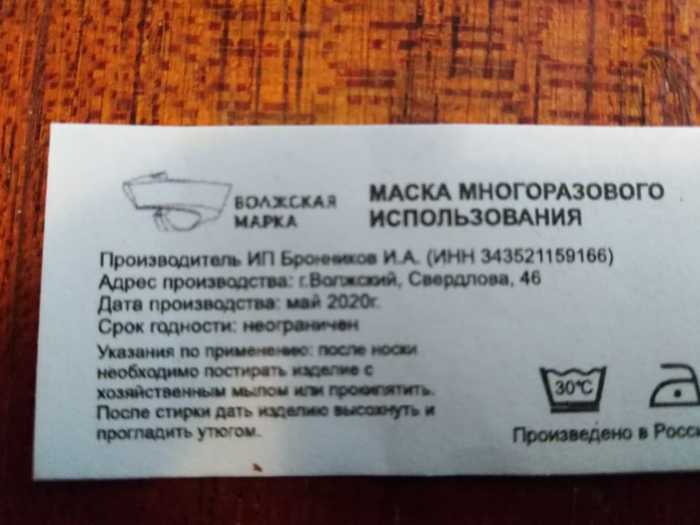 ВОЛЖСКАЯ
МАРКА
МАСКА МНОГОРАЗОВОГО
ИСПОЛЬЗОВАНИЯ
Производитель ИП Бронников И.А. (ИНН 343521159166)
Адрес производства: г.Волжский, Свердлова, 46
Дата производства: май 2020г.
Срок годности: неограничен
Указания по применению: после носки
необходимо постирать изделие с
хозяйственным мылом или прокипятить.
После стирки дать изделию высохнуть и
прогладить утюгом.
30°C
Произведено в Росси